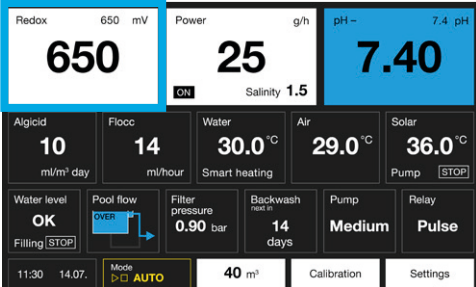 Redox 650 mV
650
Power g/h
25
ON Salinity 1.5
pH – 7.4 pH
7.40
Algicid
10
ml/m³ day
Flocc
14
ml/hour
Water
30.0°C
Smart heating
Air
29.0°C
Solar
36.0°C
Pump STOP
Water level
OK
Filling STOP
Pool flow
OVER
Filter
pressure
0.90 bar
Backwash
next in
14
days
Pump
Medium
Relay
Pulse
11:30 14.07.
Mode
AUTO
40 m³
Calibration
Settings